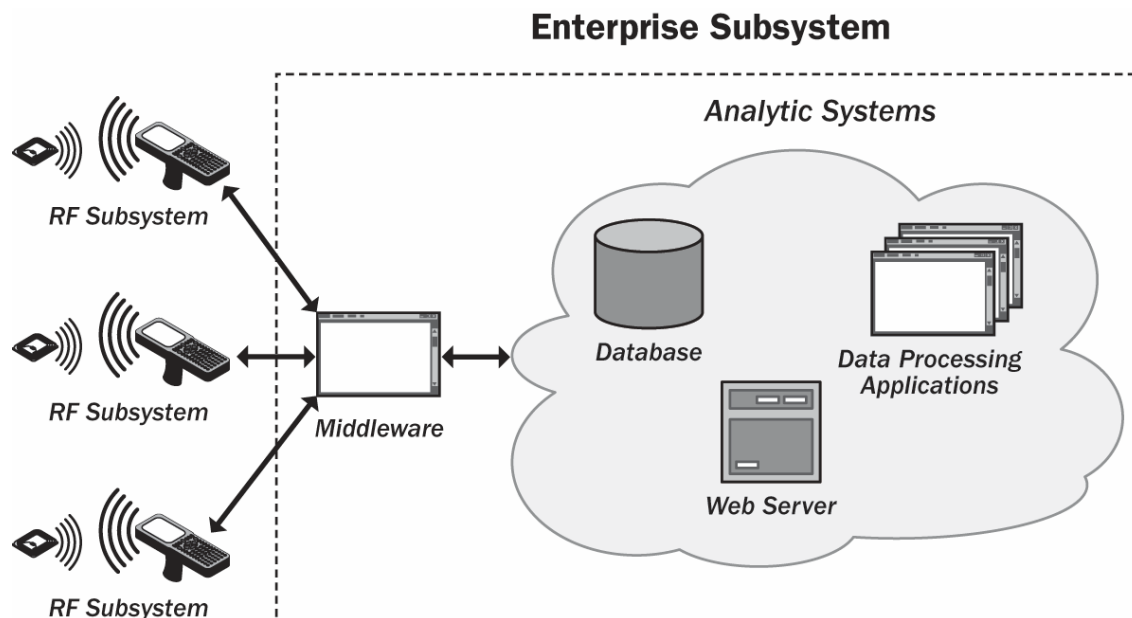 Enterprise Subsystem
Analytic Systems
RF Subsystem
Database
Data Processing
Applications
RF Subsystem
Middleware
Web Server
RF Subsystem